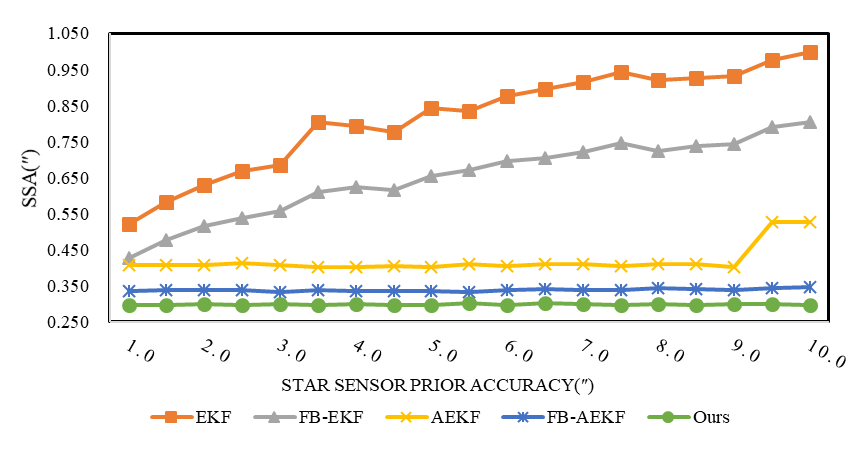 1.050
0.950
0.850
0.750
0.650
0.550
0.450
0.350
0.250
SSA(″)
1.0 2.0 3.0 4.0 5.0 6.0 7.0 8.0 9.0 10.0
STAR SENSOR PRIOR ACCURACY(″)
EKF FB-EKF AEKF FB-AEKF Ours